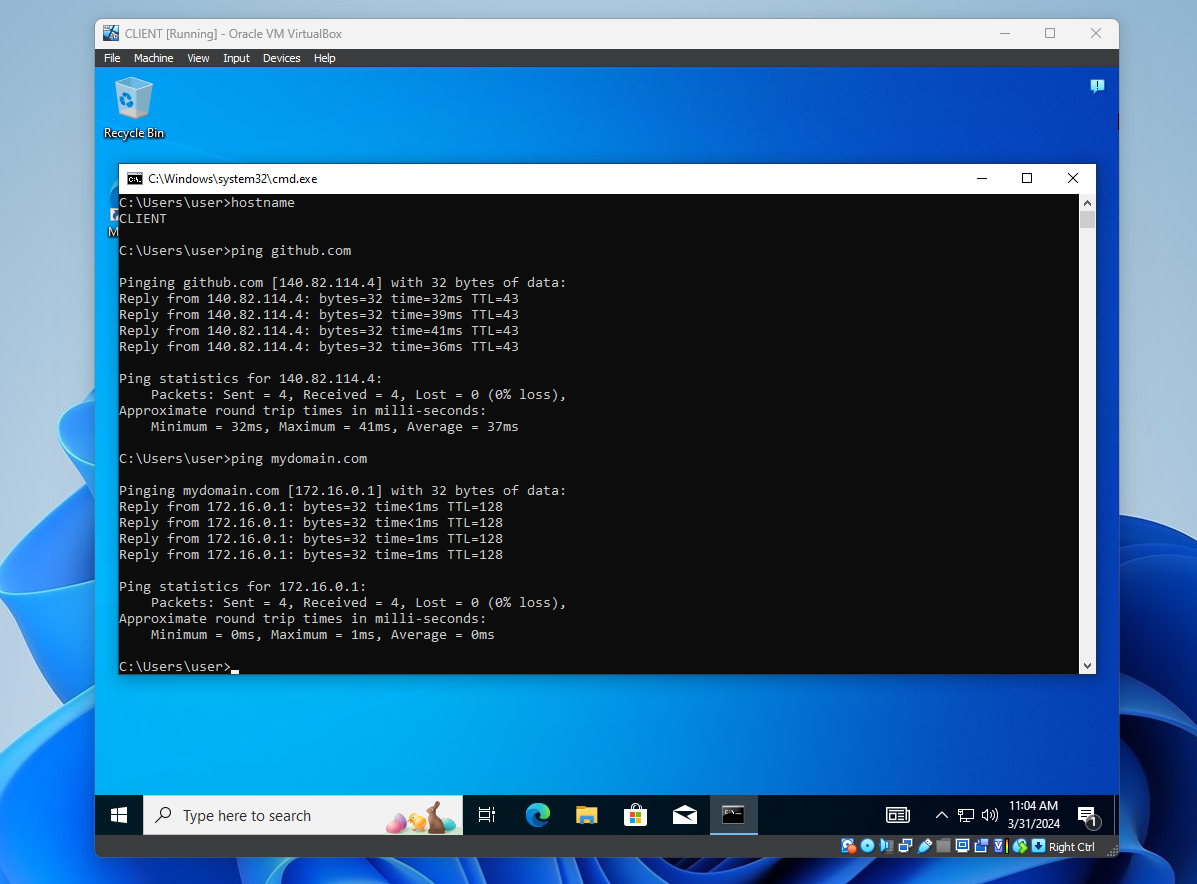 CLIENT [Running] - Oracle VM VirtualBox
File Machine View Input Devices Help
Recycle Bin
C:\Windows\system32\cmd.exe
C:\Users\user>hostname
CLIENT
C:\Users\user>ping github.com
Pinging github.com [140.82.114.4] with 32 bytes of data:
Reply from 140.82.114.4: bytes=32 time=32ms TTL=43
Reply from 140.82.114.4: bytes=32 time=39ms TTL=43
Reply from 140.82.114.4: bytes=32 time=41ms TTL=43
Reply from 140.82.114.4: bytes=32 time=36ms TTL=43
Ping statistics for 140.82.114.4:
    Packets: Sent = 4, Received = 4, Lost = 0 (0% loss),
Approximate round trip times in milli-seconds:
    Minimum = 32ms, Maximum = 41ms, Average = 37ms
C:\Users\user>ping mydomain.com
Pinging mydomain.com [172.16.0.1] with 32 bytes of data:
Reply from 172.16.0.1: bytes=32 time<1ms TTL=128
Reply from 172.16.0.1: bytes=32 time<1ms TTL=128
Reply from 172.16.0.1: bytes=32 time=1ms TTL=128
Reply from 172.16.0.1: bytes=32 time=1ms TTL=128
Ping statistics for 172.16.0.1:
    Packets: Sent = 4, Received = 4, Lost = 0 (0% loss),
Approximate round trip times in milli-seconds:
    Minimum = 0ms, Maximum = 1ms, Average = 0ms
C:\Users\user>
Type here to search
11:04 AM
3/31/2024
1
Right Ctrl